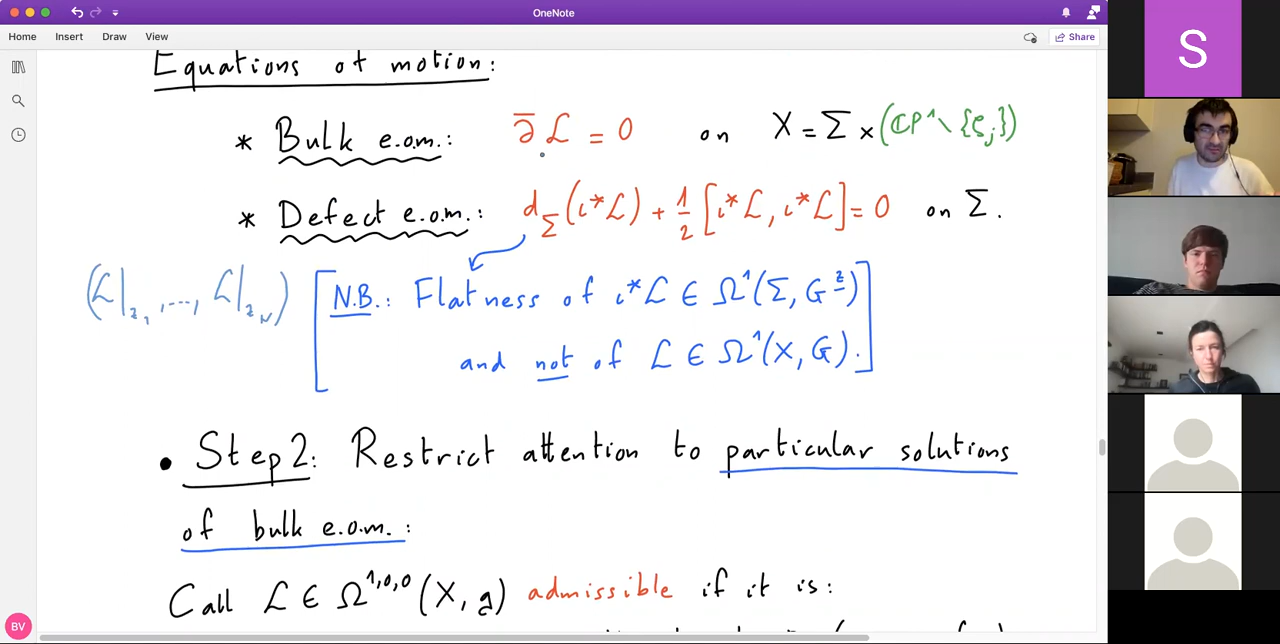 OneNote
Home Insert Draw View Share
Equations of motion:
* Bulk e.o.m.: ∂̄ℒ = 0 on X = Σ × (ℂP¹ \ {ζⱼ})
* Defect e.o.m.: d_Σ(ι*ℒ) + 1/2 [ι*ℒ, ι*ℒ] = 0 on Σ.
(ℒ|_z₁, ..., ℒ|_z_N) [N.B.: Flatness of ι*ℒ ∈ Ω¹(Σ, G^z)
and not of ℒ ∈ Ω¹(X, G).]
• Step 2: Restrict attention to particular solutions
of bulk e.o.m.:
Call ℒ ∈ Ω^{1,0,0}(X, g) admissible if it is:
S
BV